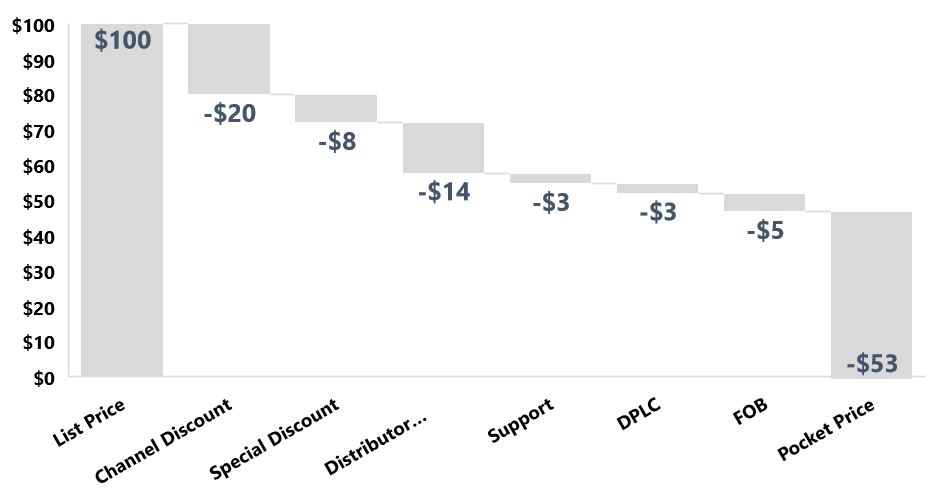 $100
$90
$80
$70
$60
$50
$40
$30
$20
$10
$0
$100
-$20
-$8
-$14
-$3
-$3
-$5
-$53
List Price
Channel Discount
Special Discount
Distributor...
Support
DPLC
FOB
Pocket Price